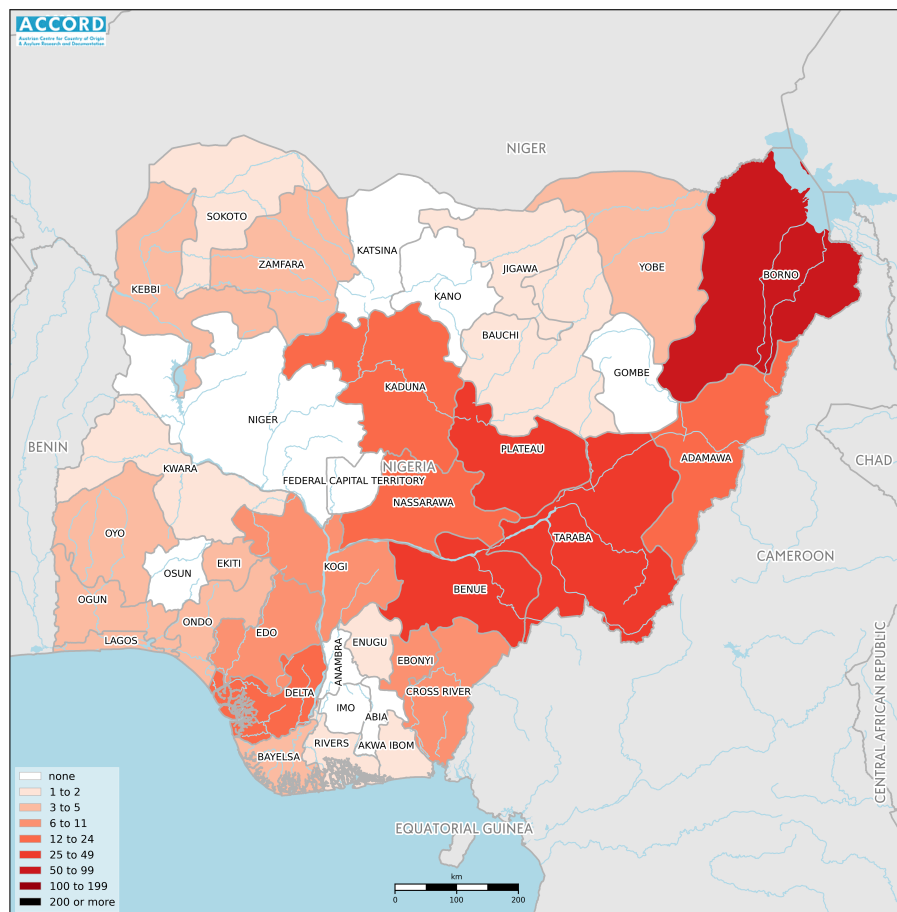 ACCORD
Austrian Centre for Country of Origin
& Asylum Research and Documentation
NIGER
SOKOTO
KATSINA
ZAMFARA
JIGAWA
YOBE
BORNO
KEBBI
KANO
BAUCHI
GOMBE
KADUNA
NIGER
BENIN
PLATEAU
ADAMAWA
CHAD
KWARA
NIGERIA
FEDERAL CAPITAL TERRITORY
NASSARAWA
OYO
TARABA
CAMEROON
OSUN
EKITI
KOGI
BENUE
OGUN
ONDO
EDO
LAGOS
ENUGU
ANAMBRA
EBONYI
CROSS RIVER
DELTA
IMO
ABIA
RIVERS
AKWA IBOM
BAYELSA
CENTRAL AFRICAN REPUBLIC
EQUATORIAL GUINEA
none
1 to 2
3 to 5
6 to 11
12 to 24
25 to 49
50 to 99
100 to 199
200 or more
km
0 100 200